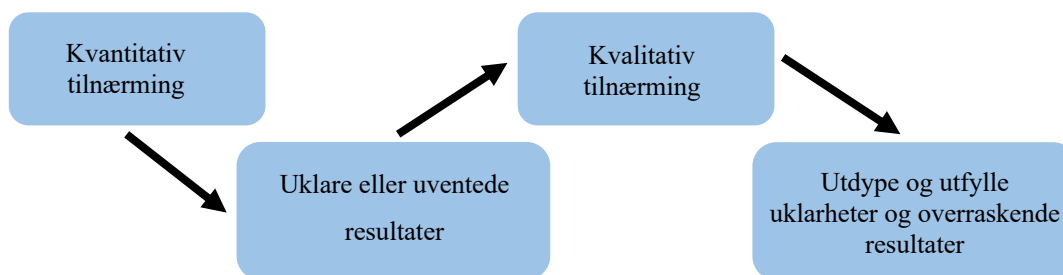 Kvantitativ
tilnærming
Uklare eller uventede
resultater
Kvalitativ
tilnærming
Utdype og utfylle
uklarheter og overraskende
resultater